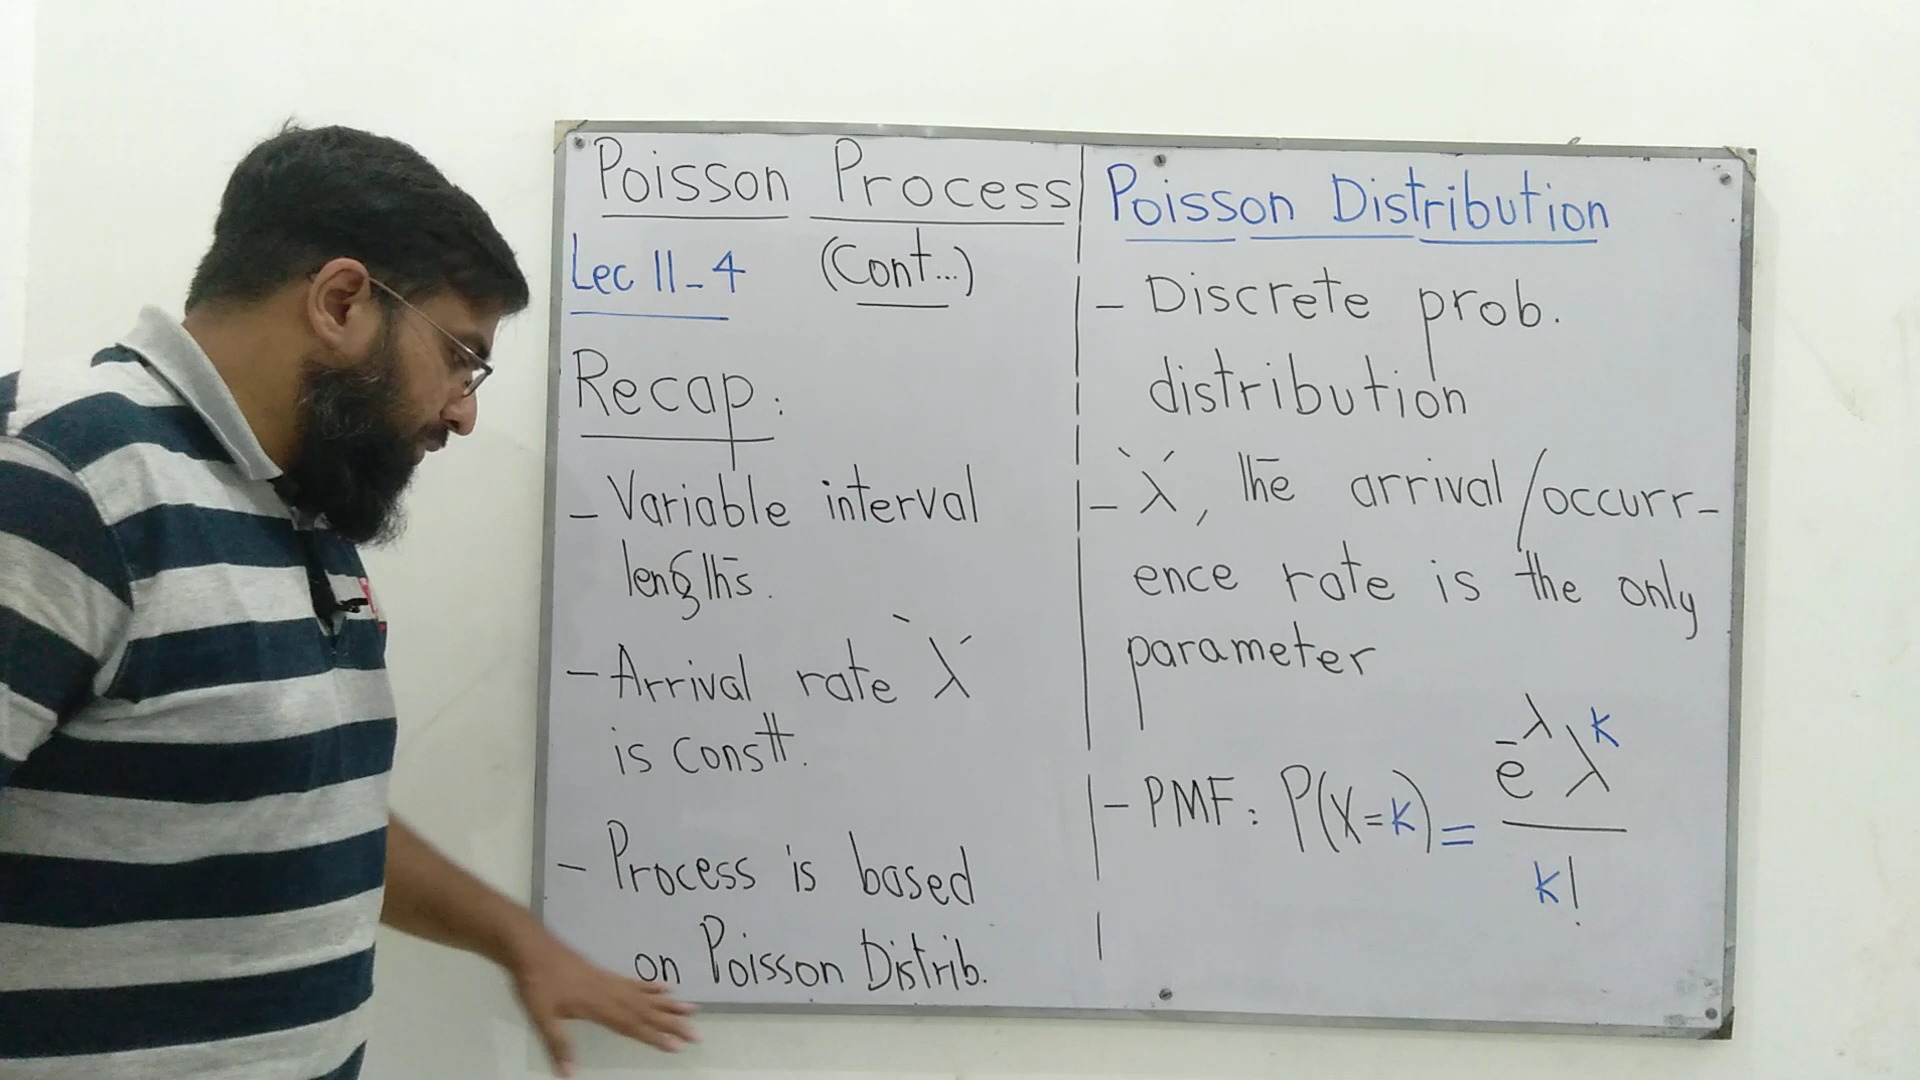 Poisson Process
Lec 11-4 (Cont...)
Recap:
- Variable interval
lengths.
- Arrival rate `λ´
is constt.
- Process is based
on Poisson Distrib.
Poisson Distribution
- Discrete prob.
distribution
- `λ´, the arrival/occurr-
ence rate is the only
parameter
- PMF: P(X=k) = e^-λ λ^k
k!